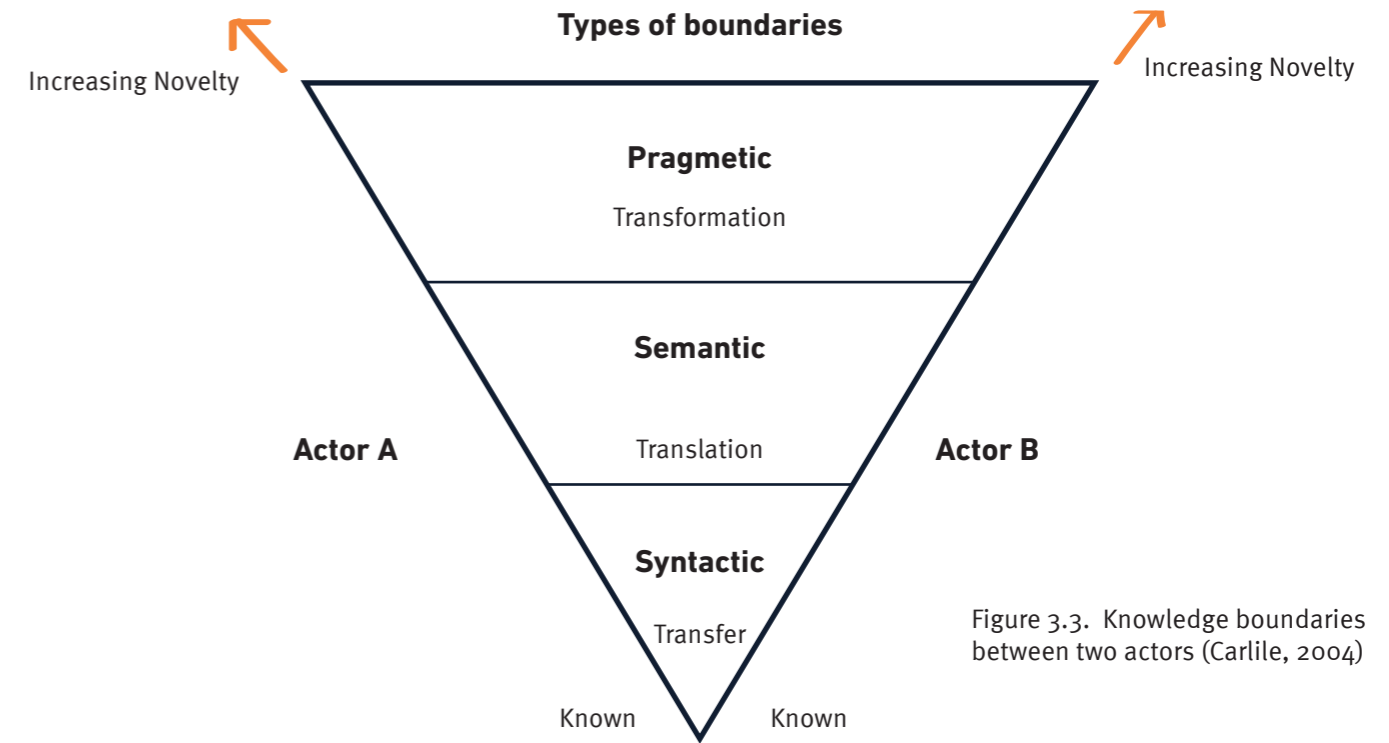 Types of boundaries
Increasing Novelty
Increasing Novelty
Pragmatic
Transformation
Semantic
Actor A
Translation
Actor B
Syntactic
Transfer
Figure 3.3. Knowledge boundaries
between two actors (Carlile, 2004)
Known
Known